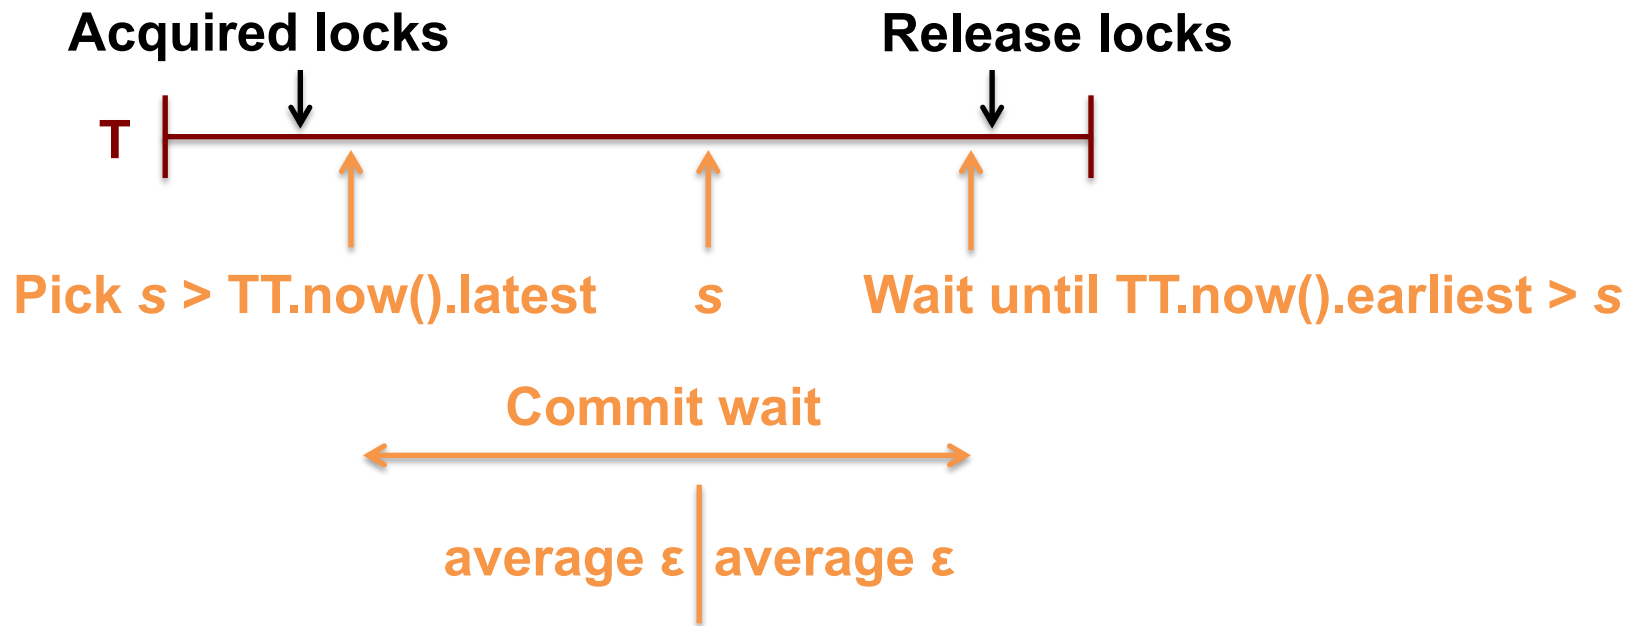 Acquired locks
Release locks
T
Pick s > TT.now().latest
s
Wait until TT.now().earliest > s
Commit wait
average ε
average ε